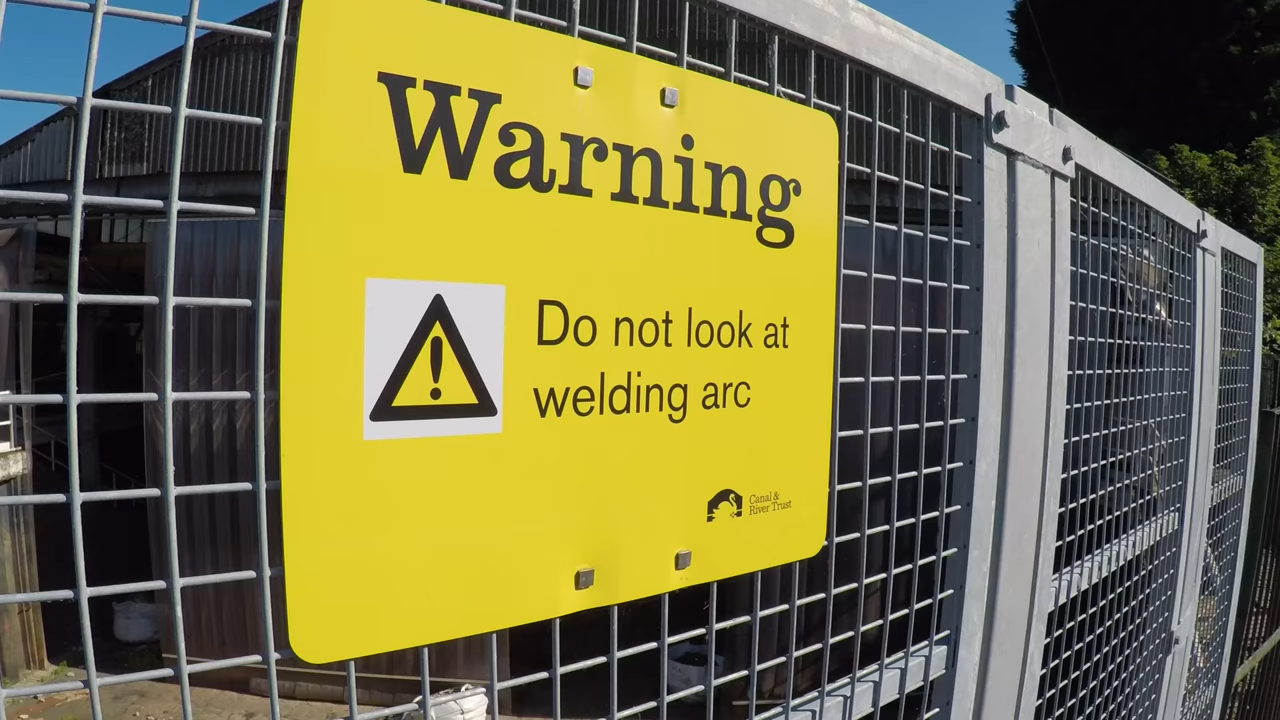 Warning
Do not look at
welding arc
Canal &
River Trust